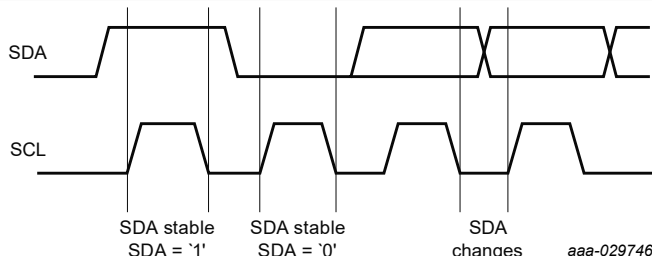 SDA
SCL
SDA stable
SDA = `1'
SDA stable
SDA = `0'
SDA
changes
aaa-029746